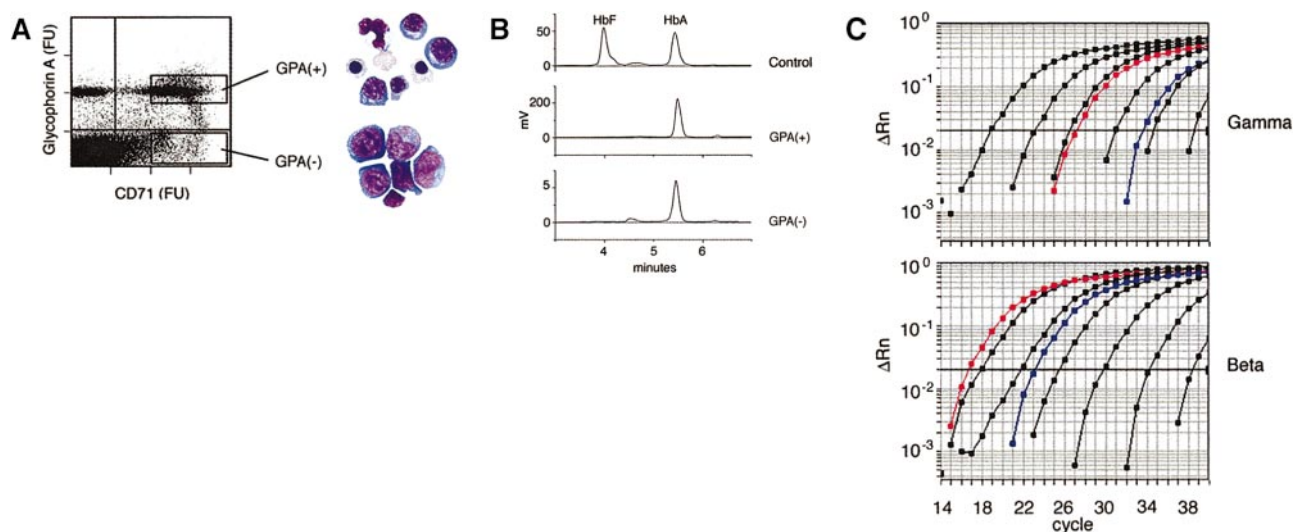 A
Glycophorin A (FU)
CD71 (FU)
GPA(+)
GPA(-)
B
HbF
HbA
50
0
Control
mV
200
0
GPA(+)
5
0
GPA(-)
4
5
6
minutes
C
ΔRn
10⁰
10⁻¹
10⁻²
10⁻³
Gamma
ΔRn
10⁰
10⁻¹
10⁻²
10⁻³
Beta
14
18
22
26
30
34
38
cycle